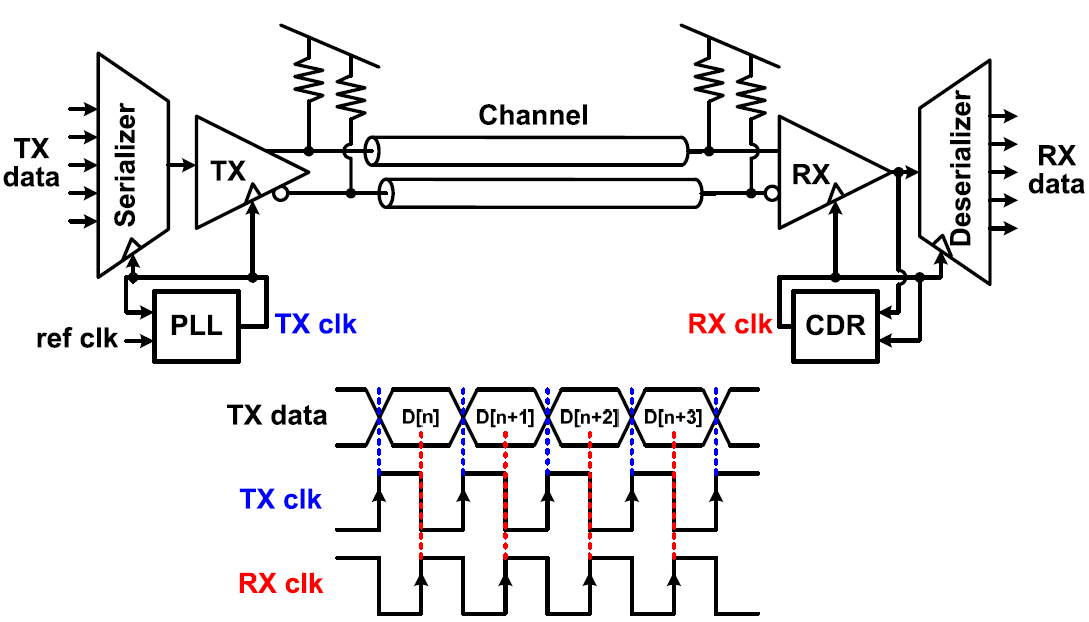 Channel
Serializer
TX
data
TX
RX
Deserializer
RX
data
PLL
ref clk
TX clk
RX clk
CDR
TX data
D[n]
D[n+1]
D[n+2]
D[n+3]
TX clk
RX clk